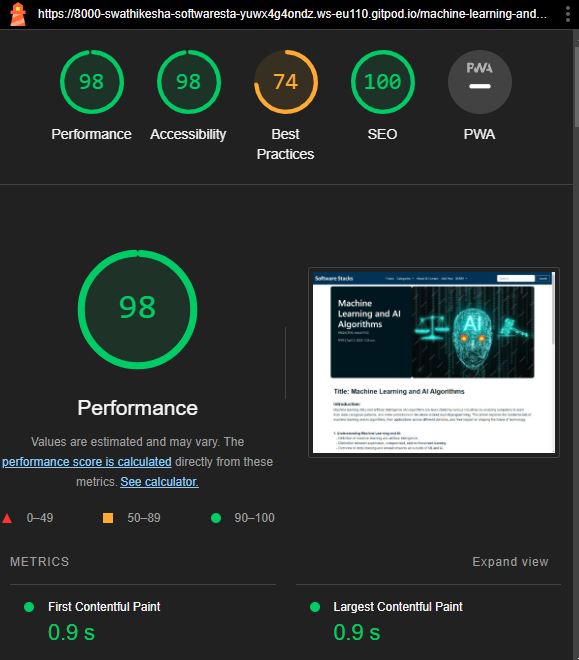 https://8000-swathikesha-softwaresta-yuwx4g4ondz.ws-eu110.gitpod.io/machine-learning-and...
98
98
74
100
PWA
Performance
Accessibility
Best
Practices
SEO
PWA
98
Performance
Values are estimated and may vary. The
performance score is calculated directly from these
metrics. See calculator.
0–49
50–89
90–100
Software Stacks
Machine
Learning and AI
Algorithms
AI
Title: Machine Learning and AI Algorithms
Introduction:
METRICS
Expand view
First Contentful Paint
0.9 s
Largest Contentful Paint
0.9 s